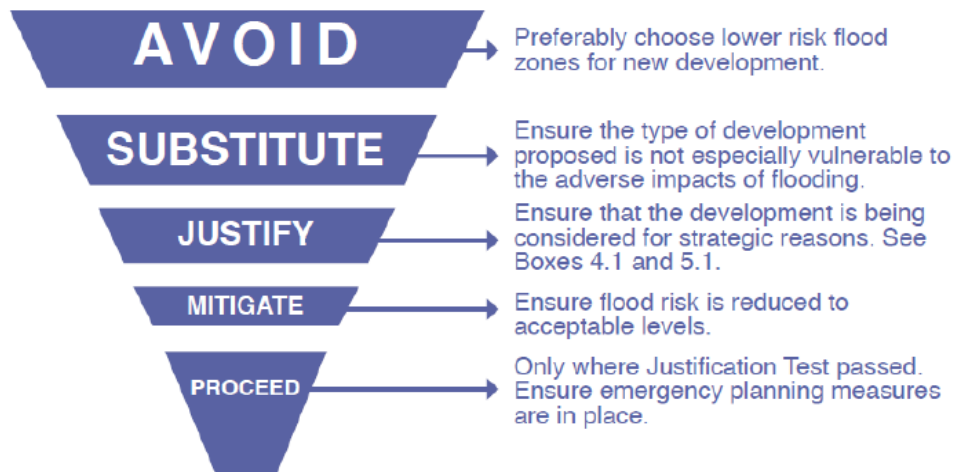 AVOID
Preferably choose lower risk flood
zones for new development.
SUBSTITUTE
Ensure the type of development
proposed is not especially vulnerable to
the adverse impacts of flooding.
JUSTIFY
Ensure that the development is being
considered for strategic reasons. See
Boxes 4.1 and 5.1.
MITIGATE
Ensure flood risk is reduced to
acceptable levels.
PROCEED
Only where Justification Test passed.
Ensure emergency planning measures
are in place.